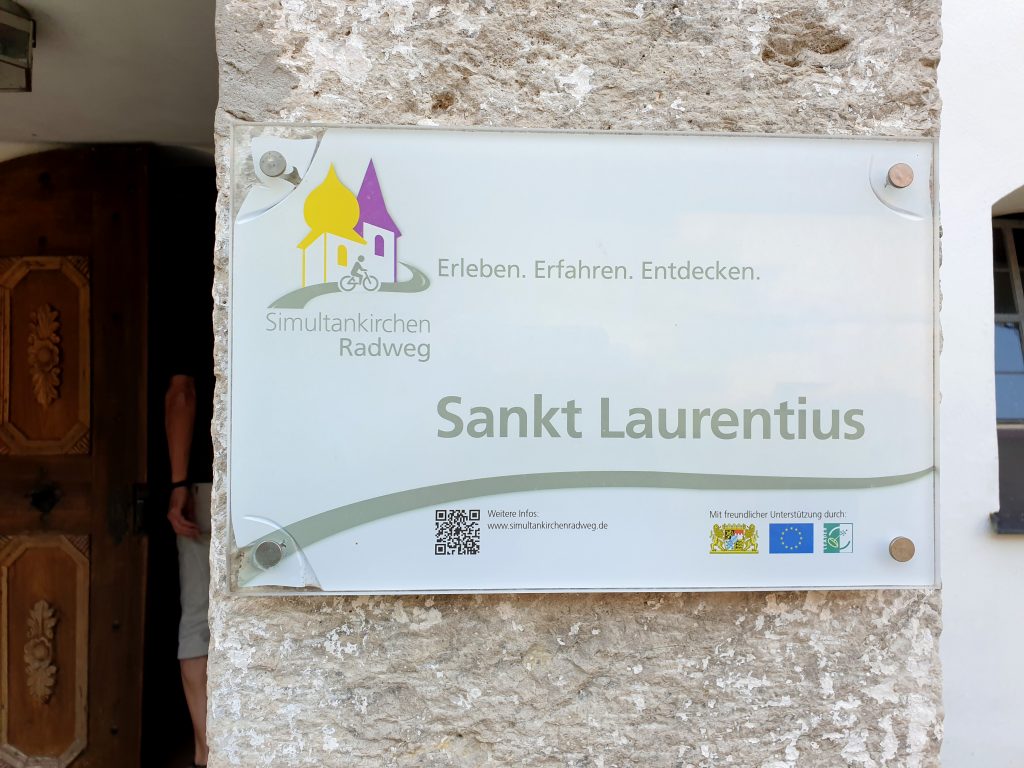 Erleben. Erfahren. Entdecken.
Simultankirchen
Radweg
Sankt Laurentius
Weitere Infos:
www.simultankirchenradweg.de
Mit freundlicher Unterstützung durch: